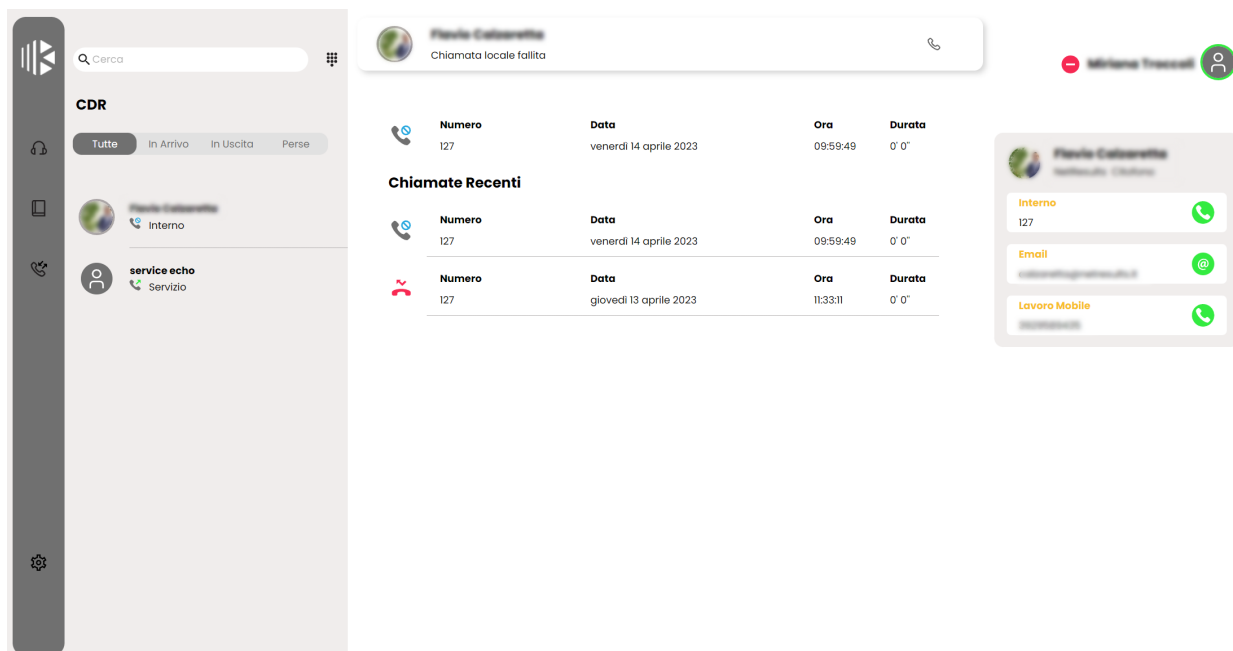 Cerca
CDR
Tutte In Arrivo In Uscita Perse
Interno
service echo
Servizio
Chiamata locale fallita
Numero Data Ora Durata
127 venerdì 14 aprile 2023 09:59:49 0' 0"
Chiamate Recenti
Numero Data Ora Durata
127 venerdì 14 aprile 2023 09:59:49 0' 0"
Numero Data Ora Durata
127 giovedì 13 aprile 2023 11:33:11 0' 0"
Interno
127
Email
@
Lavoro Mobile